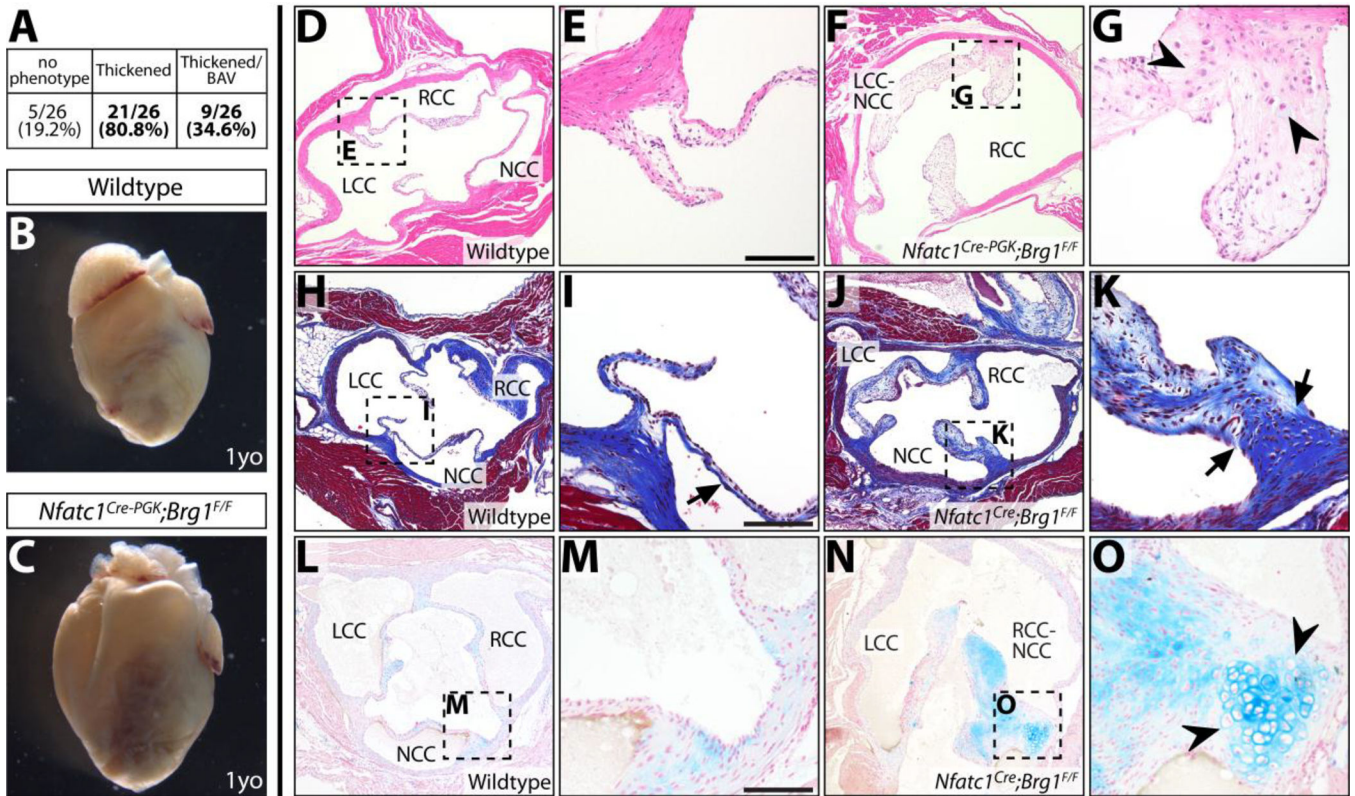 A
no phenotype
Thickened
Thickened/ BAV
5/26 (19.2%)
21/26 (80.8%)
9/26 (34.6%)
Wildtype
B
1yo
Nfatc1Cre-PGK;Brg1F/F
C
1yo
D
RCC
E
LCC
NCC
Wildtype
E
F
LCC-
NCC
G
RCC
Nfatc1Cre-PGK;Brg1F/F
G
H
LCC
RCC
I
NCC
Wildtype
I
J
LCC
RCC
K
NCC
Nfatc1Cre;Brg1F/F
K
L
LCC
RCC
M
NCC
Wildtype
M
N
LCC
RCC-
NCC
O
Nfatc1Cre;Brg1F/F
O